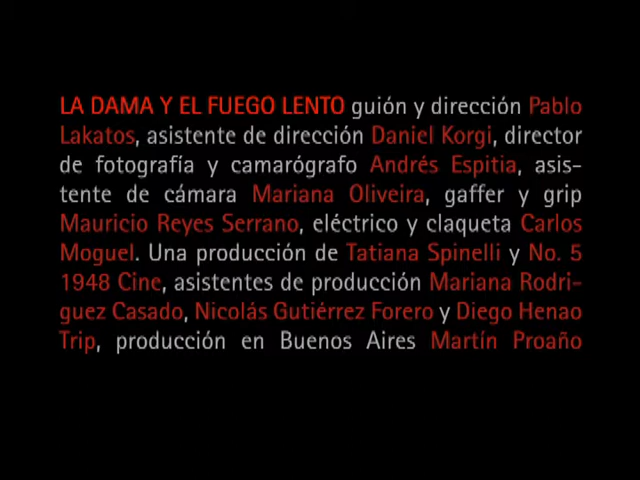 LA DAMA Y EL FUEGO LENTO guión y dirección Pablo
Lakatos, asistente de dirección Daniel Korgi, director
de fotografía y camarógrafo Andrés Espitia, asis-
tente de cámara Mariana Oliveira, gaffer y grip
Mauricio Reyes Serrano, eléctrico y claqueta Carlos
Moguel. Una producción de Tatiana Spinelli y No. 5
1948 Cine, asistentes de producción Mariana Rodri-
guez Casado, Nicolás Gutiérrez Forero y Diego Henao
Trip, producción en Buenos Aires Martín Proaño